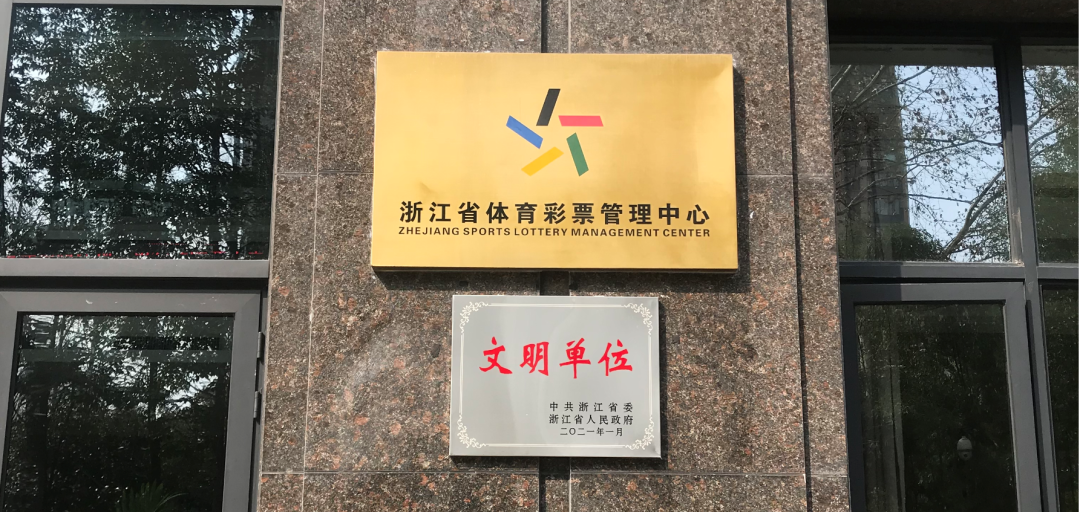 浙江省体育彩票管理中心
ZHEJIANG SPORTS LOTTERY MANAGEMENT CENTER
文明单位
中共浙江省委
浙江省人民政府
二〇二一年一月